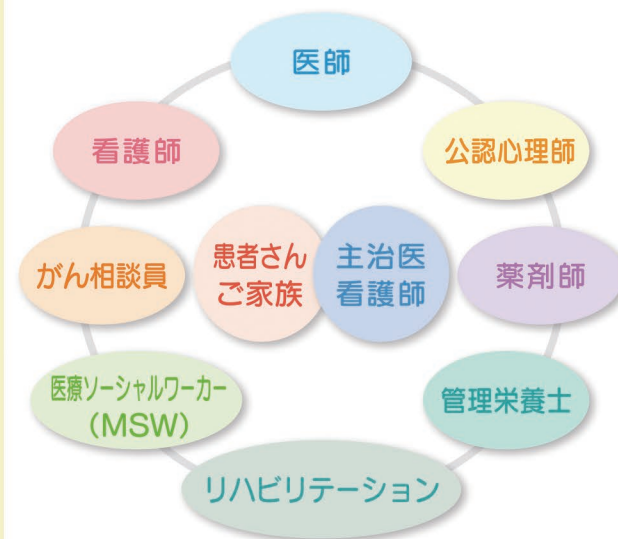 医師
看護師
公認心理師
がん相談員
患者さん
ご家族
主治医
看護師
薬剤師
医療ソーシャルワーカー
(MSW)
管理栄養士
リハビリテーション